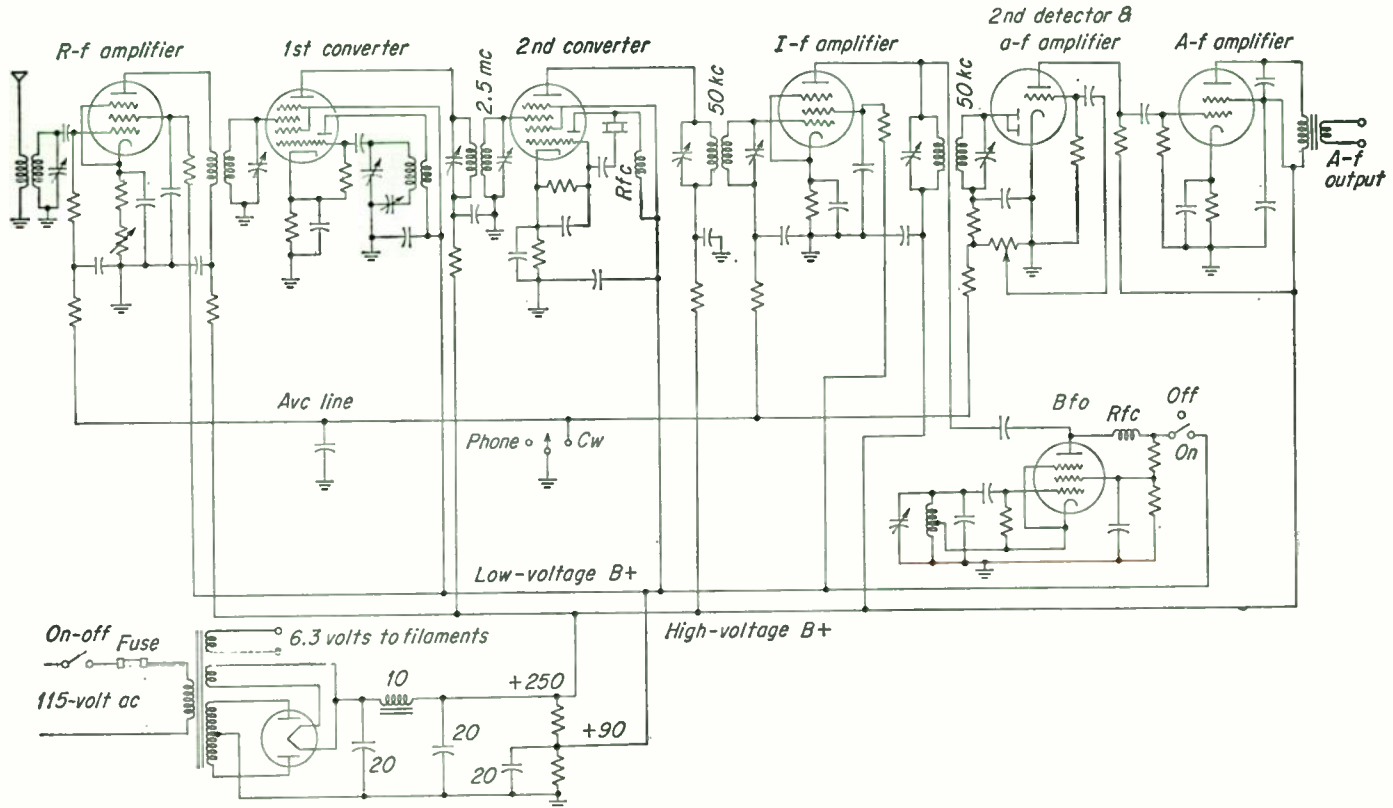 2nd detector &
R-f amplifier
1st converter
2nd converter
I-f amplifier
a-f amplifier
A-f amplifier
2.5 mc
50 kc
50 kc
Rfc
A-f
output
Avc line
Phone
Cw
Bfo
Rfc
Off
On
Low-voltage B+
High-voltage B+
On-off
Fuse
6.3 volts to filaments
115-volt ac
10
+250
+90
20
20
20